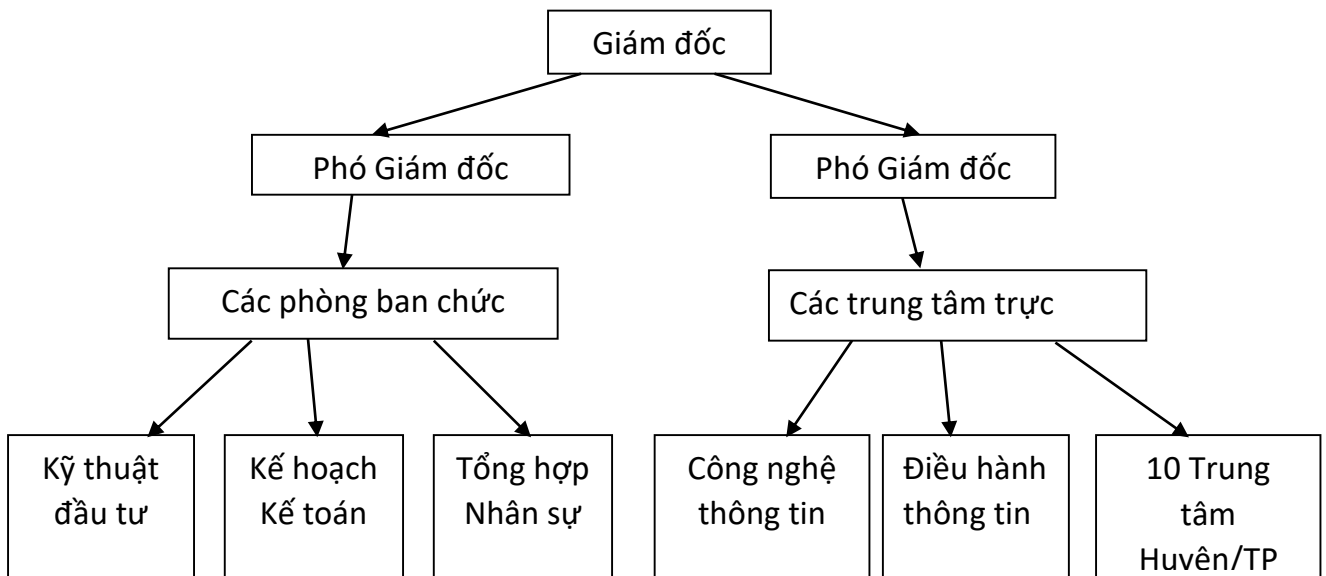 Giám đốc
Phó Giám đốc
Phó Giám đốc
Các phòng ban chức
Các trung tâm trực
Kỹ thuật
đầu tư
Kế hoạch
Kế toán
Tổng hợp
Nhân sự
Công nghệ
thông tin
Điều hành
thông tin
10 Trung
tâm
Huyện/TP